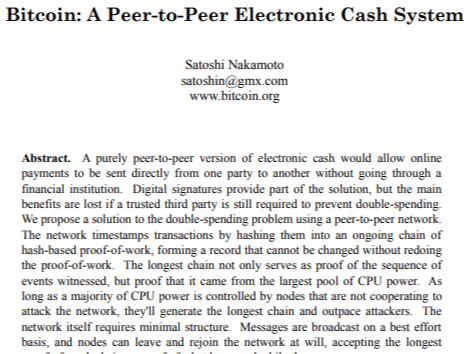 Bitcoin: A Peer-to-Peer Electronic Cash System
Satoshi Nakamoto
satoshin@gmx.com
www.bitcoin.org
Abstract. A purely peer-to-peer version of electronic cash would allow online
payments to be sent directly from one party to another without going through a
financial institution. Digital signatures provide part of the solution, but the main
benefits are lost if a trusted third party is still required to prevent double-spending.
We propose a solution to the double-spending problem using a peer-to-peer network.
The network timestamps transactions by hashing them into an ongoing chain of
hash-based proof-of-work, forming a record that cannot be changed without redoing
the proof-of-work. The longest chain not only serves as proof of the sequence of
events witnessed, but proof that it came from the largest pool of CPU power. As
long as a majority of CPU power is controlled by nodes that are not cooperating to
attack the network, they'll generate the longest chain and outpace attackers. The
network itself requires minimal structure. Messages are broadcast on a best effort
basis, and nodes can leave and rejoin the network at will, accepting the longest